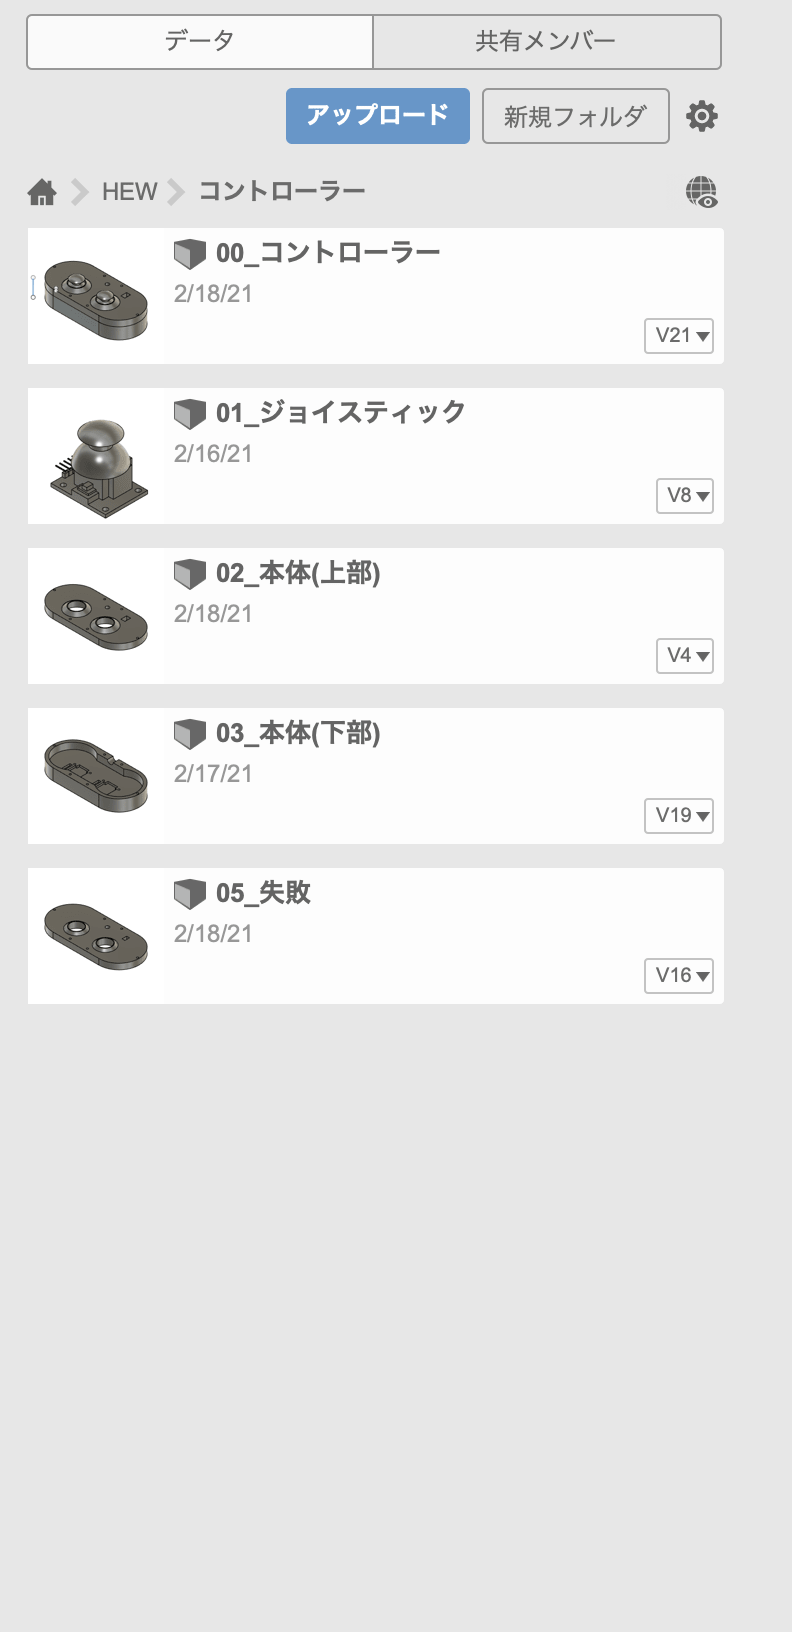 データ 共有メンバー
アップロード 新規フォルダ
HEW コントローラー
00_コントローラー
2/18/21
V21
01_ジョイスティック
2/16/21
V8
02_本体(上部)
2/18/21
V4
03_本体(下部)
2/17/21
V19
05_失敗
2/18/21
V16